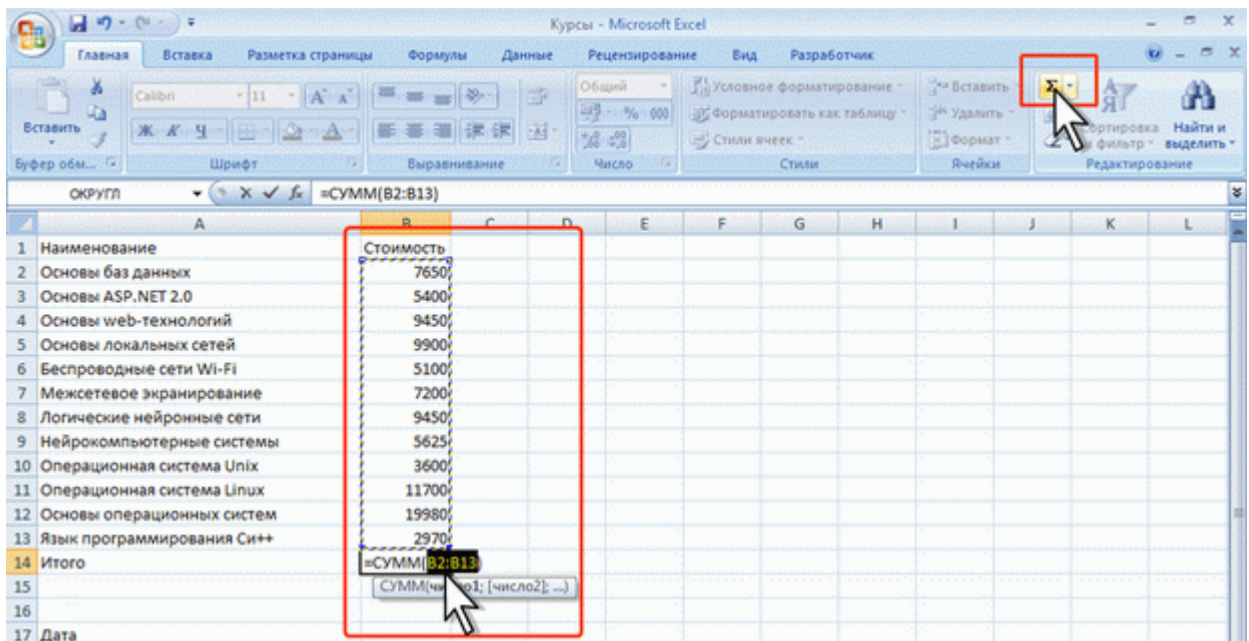 Курсы - Microsoft Excel
Главная Вставка Разметка страницы Формулы Данные Рецензирование Вид Разработчик
Calibri 11 Общий Условное форматирование Вставить Σ
Вставить Ж К Ч % 000 Форматировать как таблицу Удалить Сортировка Найти и
Стили ячеек Формат фильтр выделить
Буфер обм... Шрифт Выравнивание Число Стили Ячейки Редактирование
ОКРУГЛ fx =СУММ(B2:B13)
A B C D E F G H I J K L
1 Наименование Стоимость
2 Основы баз данных 7650
3 Основы ASP.NET 2.0 5400
4 Основы web-технологий 9450
5 Основы локальных сетей 9900
6 Беспроводные сети Wi-Fi 5100
7 Межсетевое экранирование 7200
8 Логические нейронные сети 9450
9 Нейрокомпьютерные системы 5625
10 Операционная система Unix 3600
11 Операционная система Linux 11700
12 Основы операционных систем 19980
13 Язык программирования Си++ 2970
14 Итого =СУММ(B2:B13)
15 СУММ(число1; [число2]; ...)
16
17 Дата